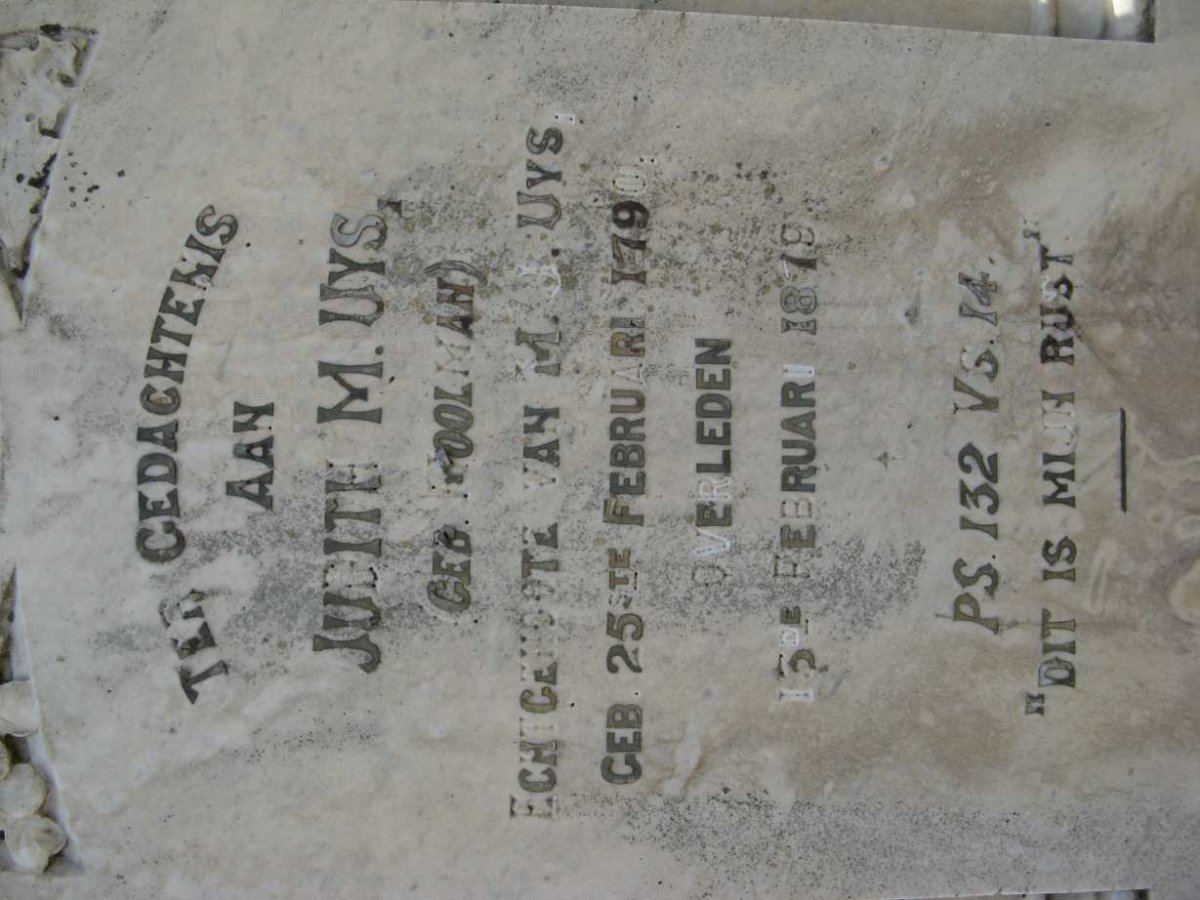 TER GEDACHTENIS
AAN
JUDITH M. UYS,
(GEB. KOOLMAN)
ECHTGENOTE VAN M. J. UYS,
GEB. 25STE FEBRUARI 1790;
OVERLEDEN
13DE FEBRUARI 1879
PS. 132 VS. 14.
"DIT IS MIJN RUST"